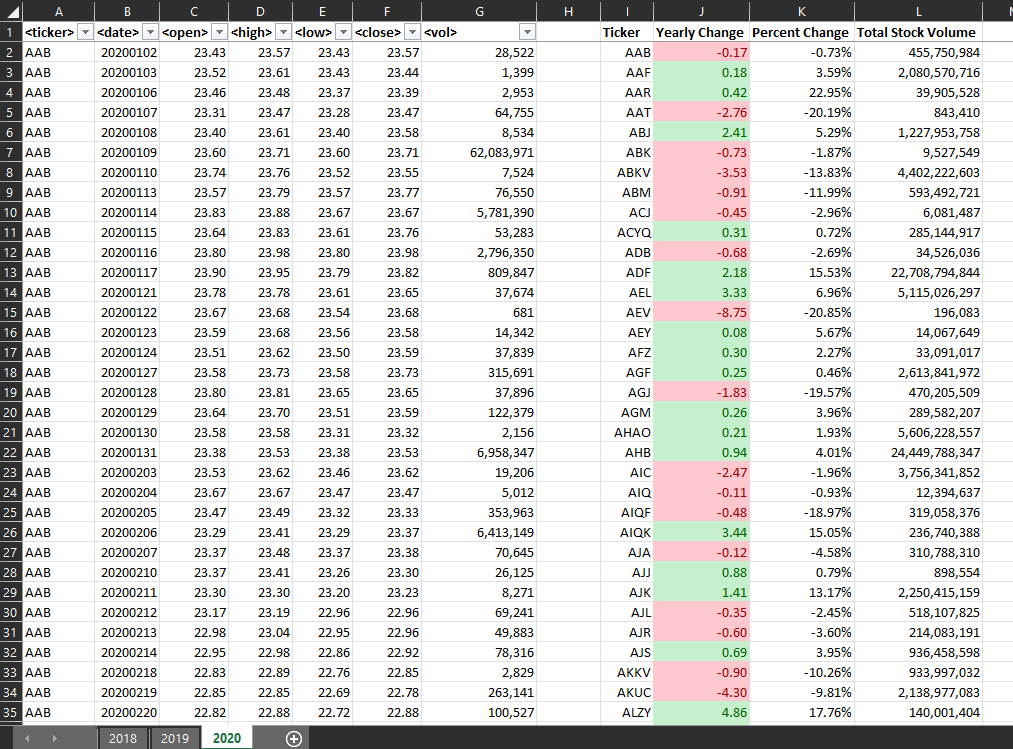 A B C D E F G H I J K L
1 <ticker> <date> <open> <high> <low> <close> <vol> Ticker Yearly Change Percent Change Total Stock Volume
2 AAB 20200102 23.43 23.57 23.43 23.57 28,522 AAB -0.17 -0.73% 455,750,984
3 AAB 20200103 23.52 23.61 23.43 23.44 1,399 AAF 0.18 3.59% 2,080,570,716
4 AAB 20200106 23.46 23.48 23.37 23.39 2,953 AAR 0.42 22.95% 39,905,528
5 AAB 20200107 23.31 23.47 23.28 23.47 64,755 AAT -2.76 -20.19% 843,410
6 AAB 20200108 23.40 23.61 23.40 23.58 8,534 ABJ 2.41 5.29% 1,227,953,758
7 AAB 20200109 23.60 23.71 23.60 23.71 62,083,971 ABK -0.73 -1.87% 9,527,549
8 AAB 20200110 23.74 23.76 23.52 23.55 7,524 ABKV -3.53 -13.83% 4,402,222,603
9 AAB 20200113 23.57 23.79 23.57 23.77 76,550 ABM -0.91 -11.99% 593,492,721
10 AAB 20200114 23.83 23.88 23.67 23.67 5,781,390 ACJ -0.45 -2.96% 6,081,487
11 AAB 20200115 23.64 23.83 23.61 23.76 53,283 ACYQ 0.31 0.72% 285,144,917
12 AAB 20200116 23.80 23.98 23.80 23.98 2,796,350 ADB -0.68 -2.69% 34,526,036
13 AAB 20200117 23.90 23.95 23.79 23.82 809,847 ADF 2.18 15.53% 22,708,794,844
14 AAB 20200121 23.78 23.78 23.61 23.65 37,674 AEL 3.33 6.96% 5,115,026,297
15 AAB 20200122 23.67 23.68 23.54 23.68 681 AEV -8.75 -20.85% 196,083
16 AAB 20200123 23.59 23.68 23.56 23.58 14,342 AEY 0.08 5.67% 14,067,649
17 AAB 20200124 23.51 23.62 23.50 23.59 37,839 AFZ 0.30 2.27% 33,091,017
18 AAB 20200127 23.58 23.73 23.58 23.73 315,691 AGF 0.25 0.46% 2,613,841,972
19 AAB 20200128 23.80 23.81 23.65 23.65 37,896 AGJ -1.83 -19.57% 470,205,509
20 AAB 20200129 23.64 23.70 23.51 23.59 122,379 AGM 0.26 3.96% 289,582,207
21 AAB 20200130 23.58 23.58 23.31 23.32 2,156 AHAO 0.21 1.93% 5,606,228,557
22 AAB 20200131 23.38 23.53 23.38 23.53 6,958,347 AHB 0.94 4.01% 24,449,788,347
23 AAB 20200203 23.53 23.62 23.46 23.62 19,206 AIC -2.47 -1.96% 3,756,341,852
24 AAB 20200204 23.67 23.67 23.47 23.47 5,012 AIQ -0.11 -0.93% 12,394,637
25 AAB 20200205 23.47 23.49 23.32 23.33 353,963 AIQF -0.48 -18.97% 319,058,376
26 AAB 20200206 23.29 23.41 23.29 23.37 6,413,149 AIQK 3.44 15.05% 236,740,388
27 AAB 20200207 23.37 23.48 23.37 23.38 70,645 AJA -0.12 -4.58% 310,788,310
28 AAB 20200210 23.37 23.41 23.26 23.30 26,125 AJJ 0.88 0.79% 898,554
29 AAB 20200211 23.30 23.30 23.20 23.23 8,271 AJK 1.41 13.17% 2,250,415,159
30 AAB 20200212 23.17 23.19 22.96 22.96 69,241 AJL -0.35 -2.45% 518,107,825
31 AAB 20200213 22.98 23.04 22.95 22.96 49,883 AJR -0.60 -3.60% 214,083,191
32 AAB 20200214 22.95 22.98 22.86 22.92 78,316 AJS 0.69 3.95% 936,458,598
33 AAB 20200218 22.83 22.89 22.76 22.85 2,829 AKKV -0.90 -10.26% 933,997,032
34 AAB 20200219 22.85 22.85 22.69 22.78 263,141 AKUC -4.30 -9.81% 2,138,977,083
35 AAB 20200220 22.82 22.88 22.72 22.88 100,527 ALZY 4.86 17.76% 140,001,404
2018 2019 2020